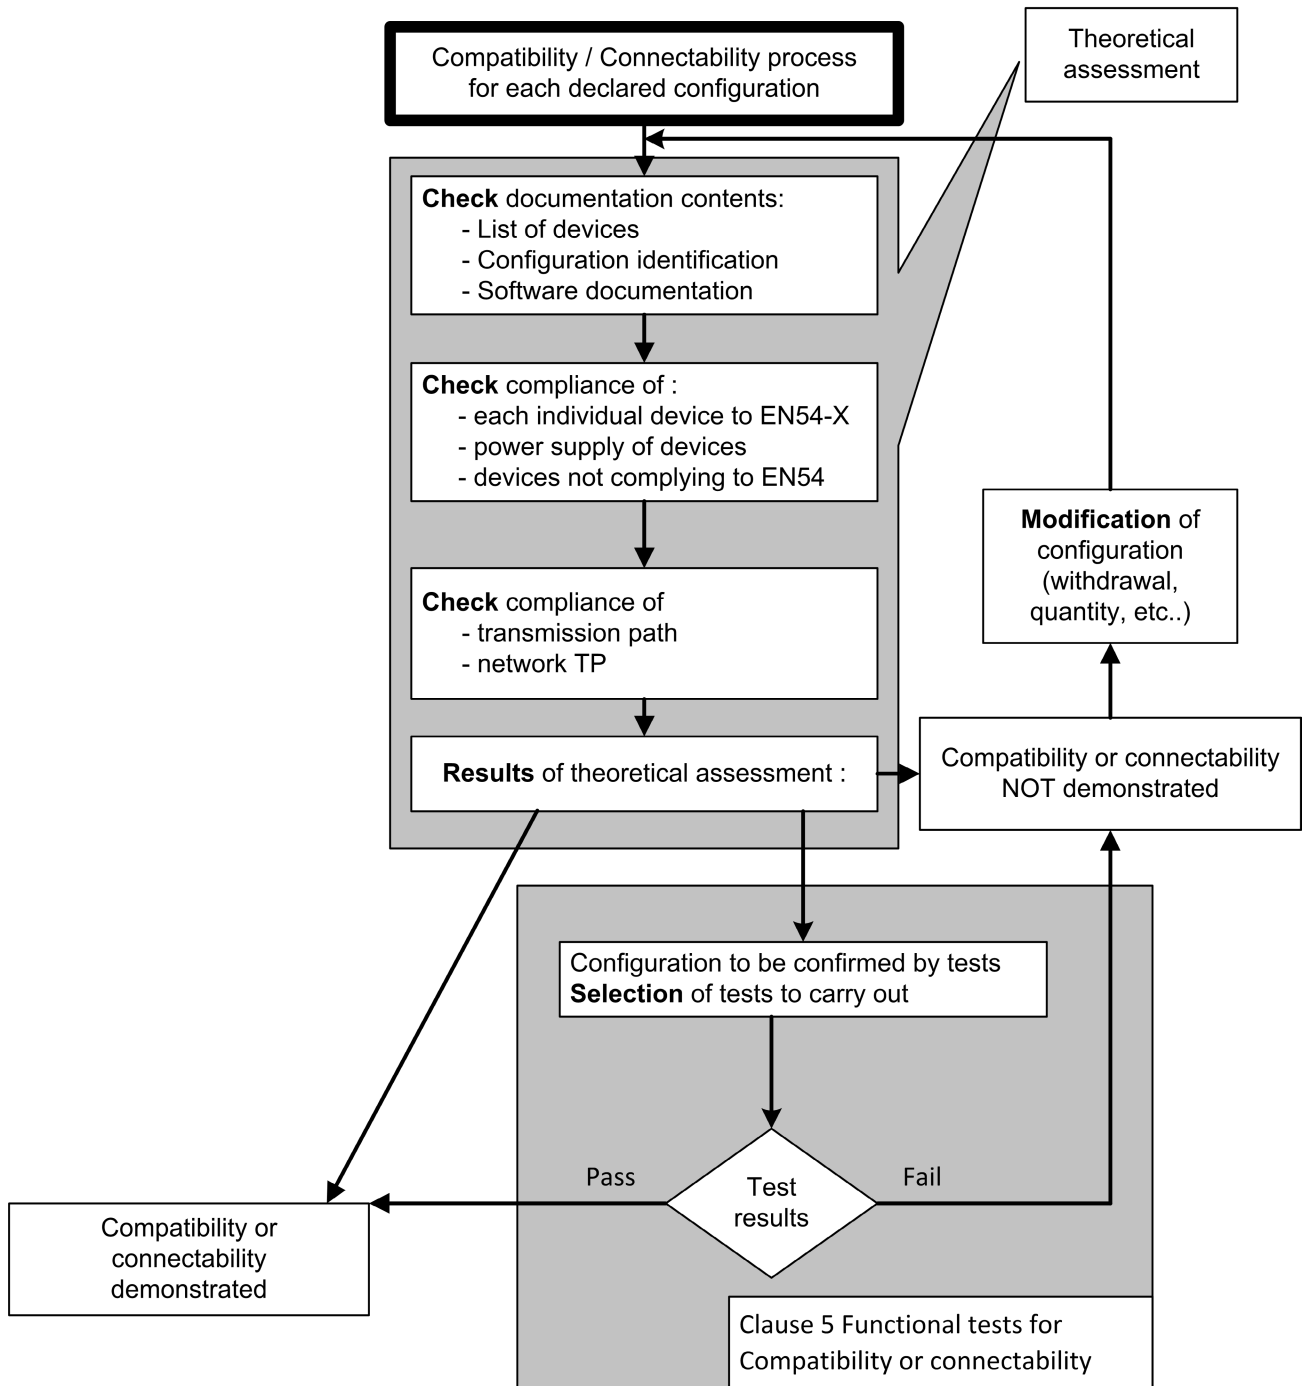 Compatibility / Connectability process
for each declared configuration
Theoretical
assessment
Check documentation contents:
- List of devices
- Configuration identification
- Software documentation
Check compliance of :
- each individual device to EN54-X
- power supply of devices
- devices not complying to EN54
Modification of
configuration
(withdrawal,
quantity, etc..)
Check compliance of
- transmission path
- network TP
Results of theoretical assessment :
Compatibility or connectability
NOT demonstrated
Configuration to be confirmed by tests
Selection of tests to carry out
Pass
Test
results
Fail
Compatibility or
connectability
demonstrated
Clause 5 Functional tests for
Compatibility or connectability